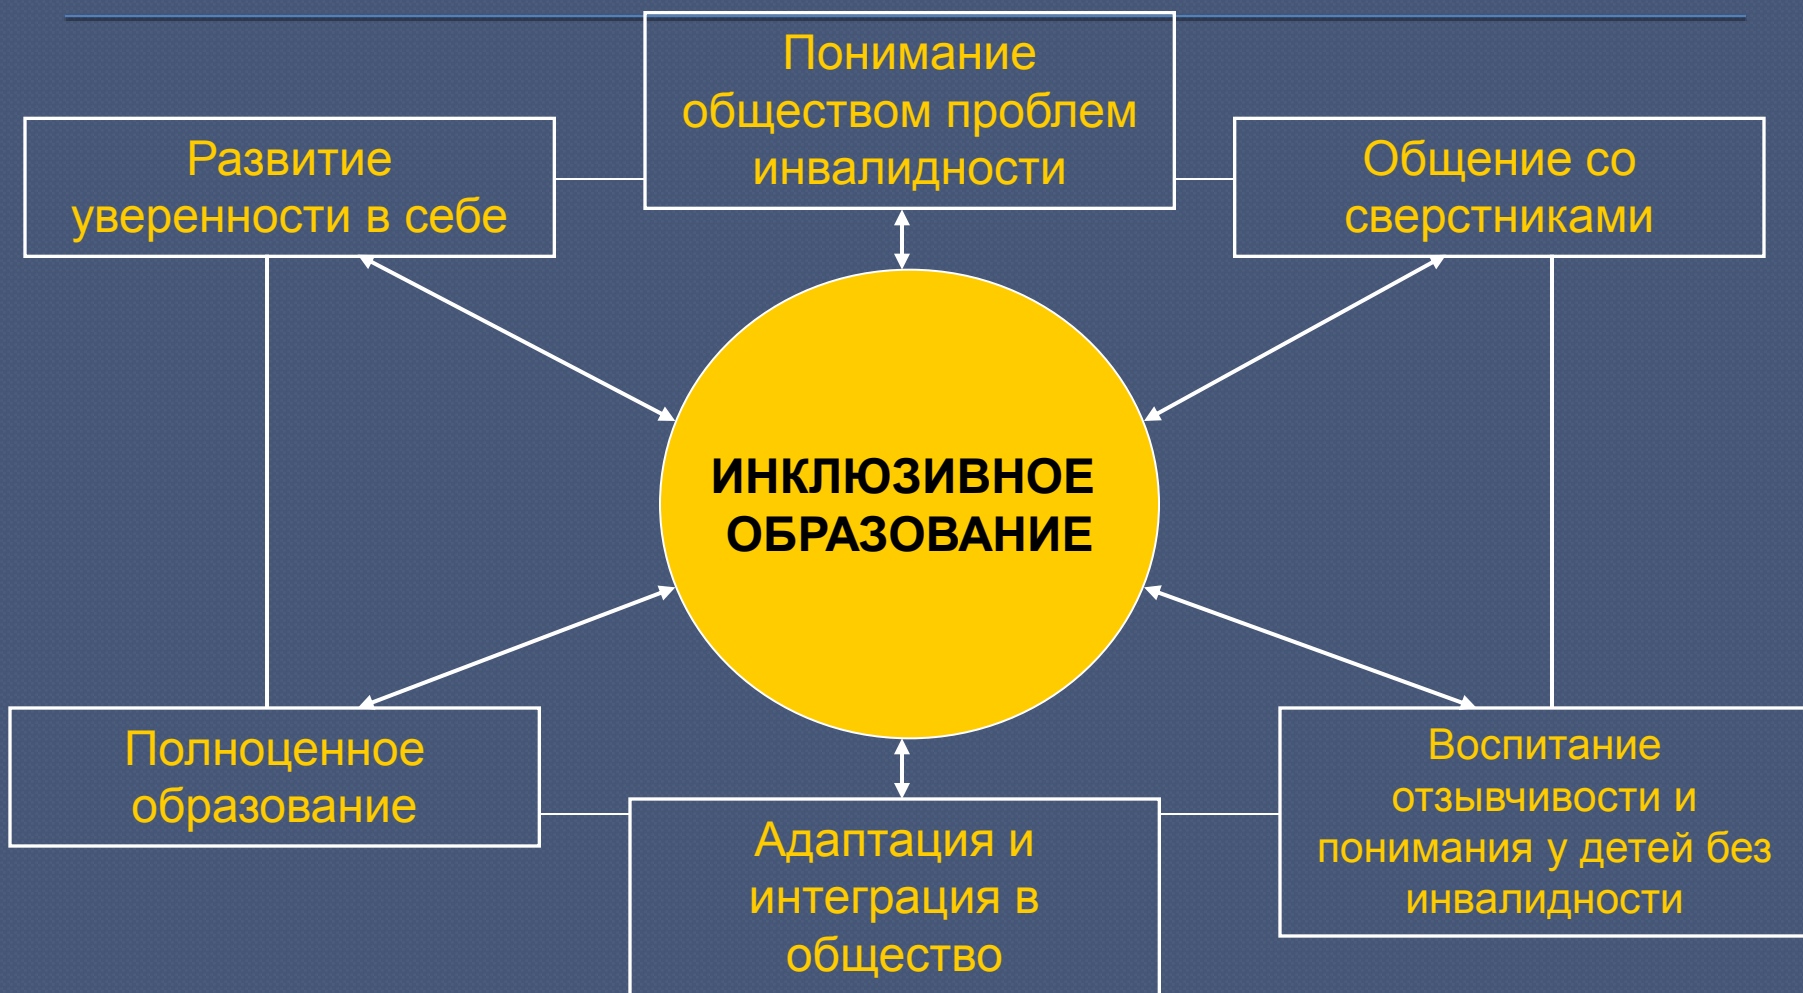 Понимание
обществом проблем
инвалидности
Развитие
уверенности в себе
Общение со
сверстниками
ИНКЛЮЗИВНОЕ
ОБРАЗОВАНИЕ
Полноценное
образование
Адаптация и
интеграция в
общество
Воспитание
отзывчивости и
понимания у детей без
инвалидности